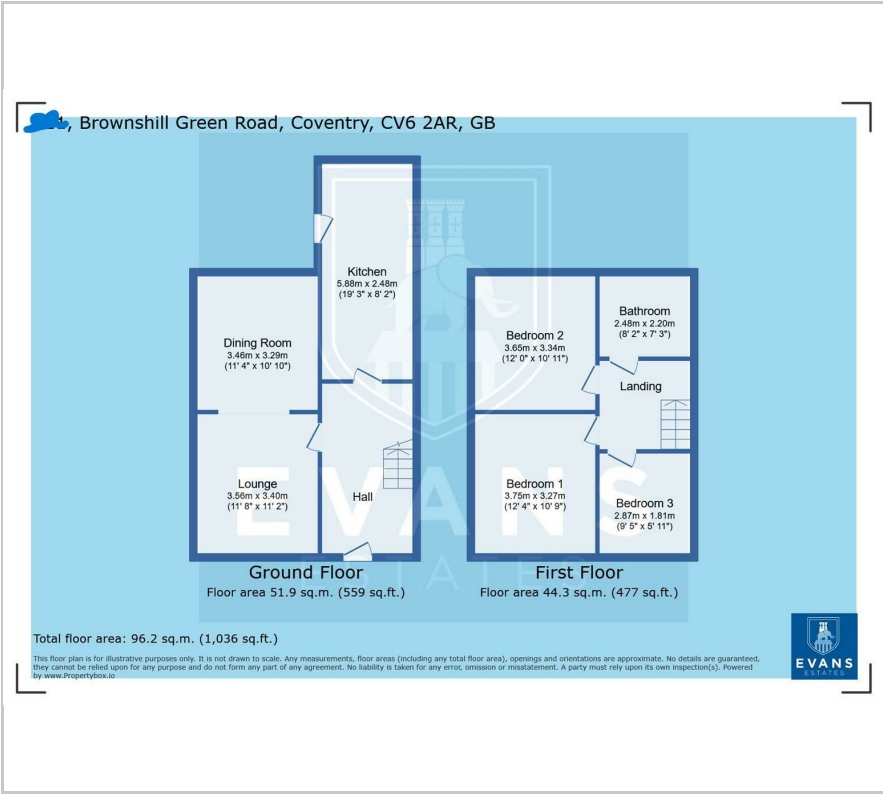 , Brownshill Green Road, Coventry, CV6 2AR, GB
Kitchen
5.88m x 2.48m
(19' 3" x 8' 2")
Dining Room
3.46m x 3.29m
(11' 4" x 10' 10")
Lounge
3.56m x 3.40m
(11' 8" x 11' 2")
Hall
Bedroom 2
3.65m x 3.34m
(12' 0" x 10' 11")
Bathroom
2.48m x 2.20m
(8' 2" x 7' 3")
Landing
Bedroom 1
3.75m x 3.27m
(12' 4" x 10' 9")
Bedroom 3
2.87m x 1.81m
(9' 5" x 5' 11")
EVANS
ESTATES
Ground Floor
Floor area 51.9 sq.m. (559 sq.ft.)
First Floor
Floor area 44.3 sq.m. (477 sq.ft.)
Total floor area: 96.2 sq.m. (1,036 sq.ft.)
This floor plan is for illustrative purposes only. It is not drawn to scale. Any measurements, floor areas (including any total floor area), openings and orientations are approximate. No details are guaranteed,
they cannot be relied upon for any purpose and do not form any part of any agreement. No liability is taken for any error, omission or misstatement. A party must rely upon its own inspection(s). Powered
by www.Propertybox.io
EVANS
ESTATES